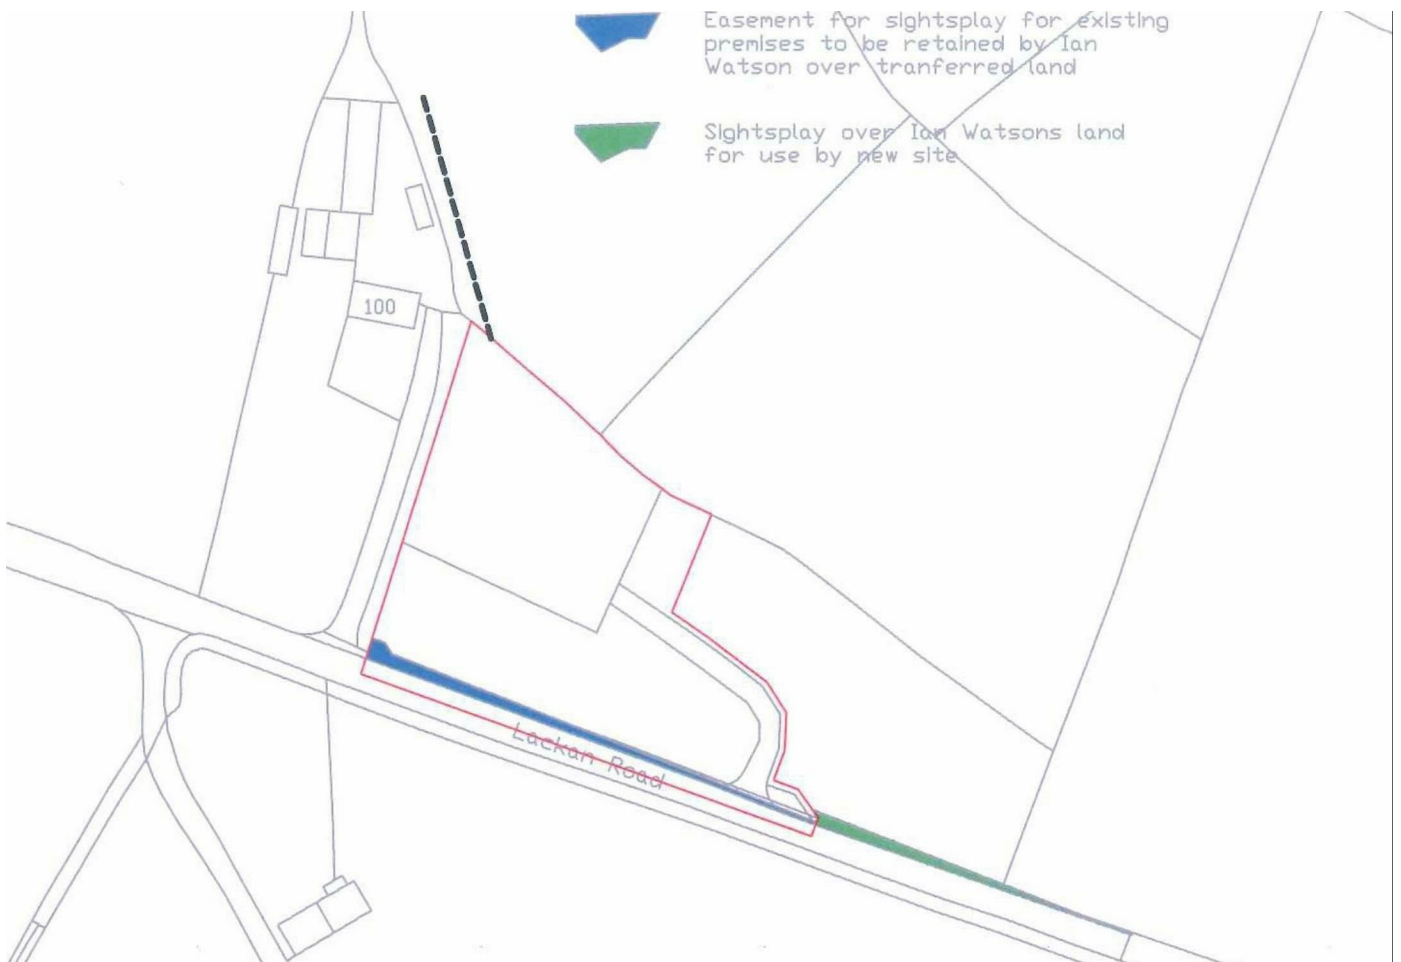 Easement for sightsplay for existing
premises to be retained by Ian
Watson over tranferred land
Sightsplay over Ian Watsons land
for use by new site
100
Lackan Road